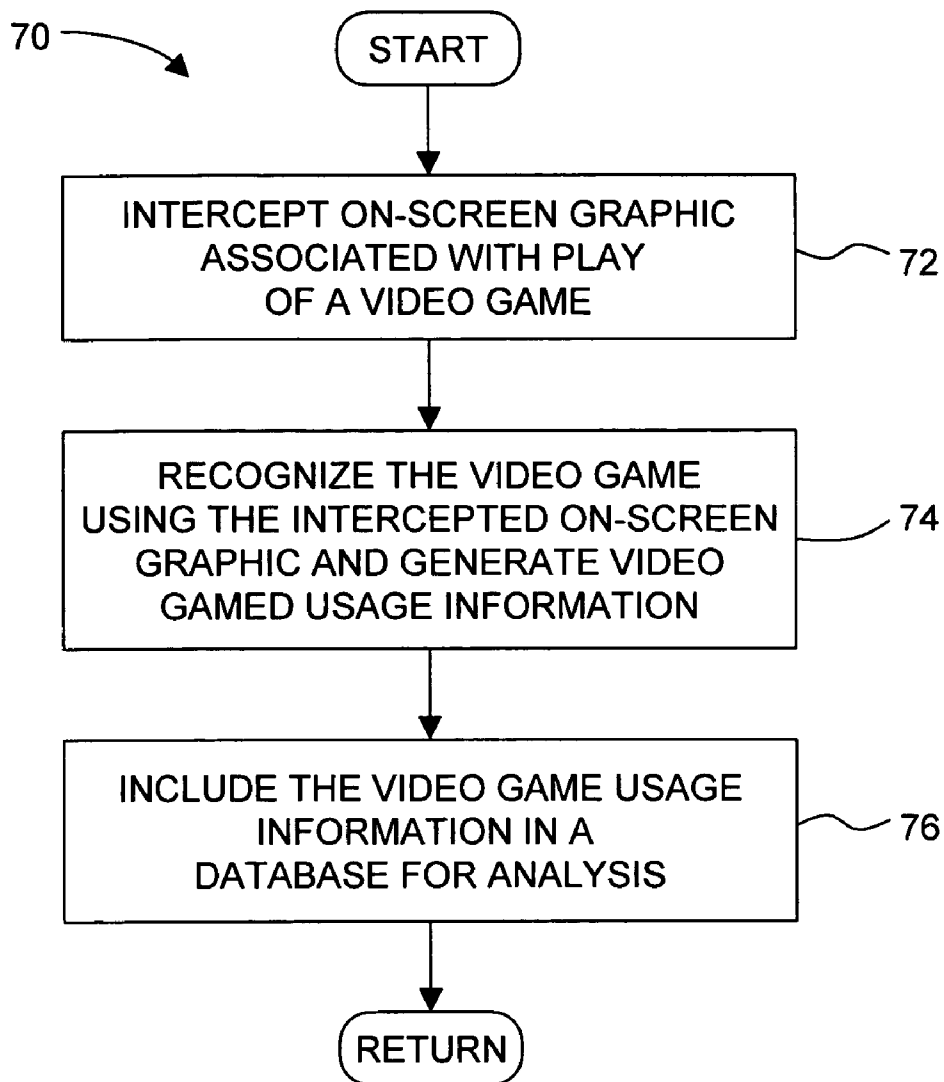 70
START
INTERCEPT ON-SCREEN GRAPHIC
ASSOCIATED WITH PLAY
OF A VIDEO GAME
72
RECOGNIZE THE VIDEO GAME
USING THE INTERCEPTED ON-SCREEN
GRAPHIC AND GENERATE VIDEO
GAMED USAGE INFORMATION
74
INCLUDE THE VIDEO GAME USAGE
INFORMATION IN A
DATABASE FOR ANALYSIS
76
RETURN